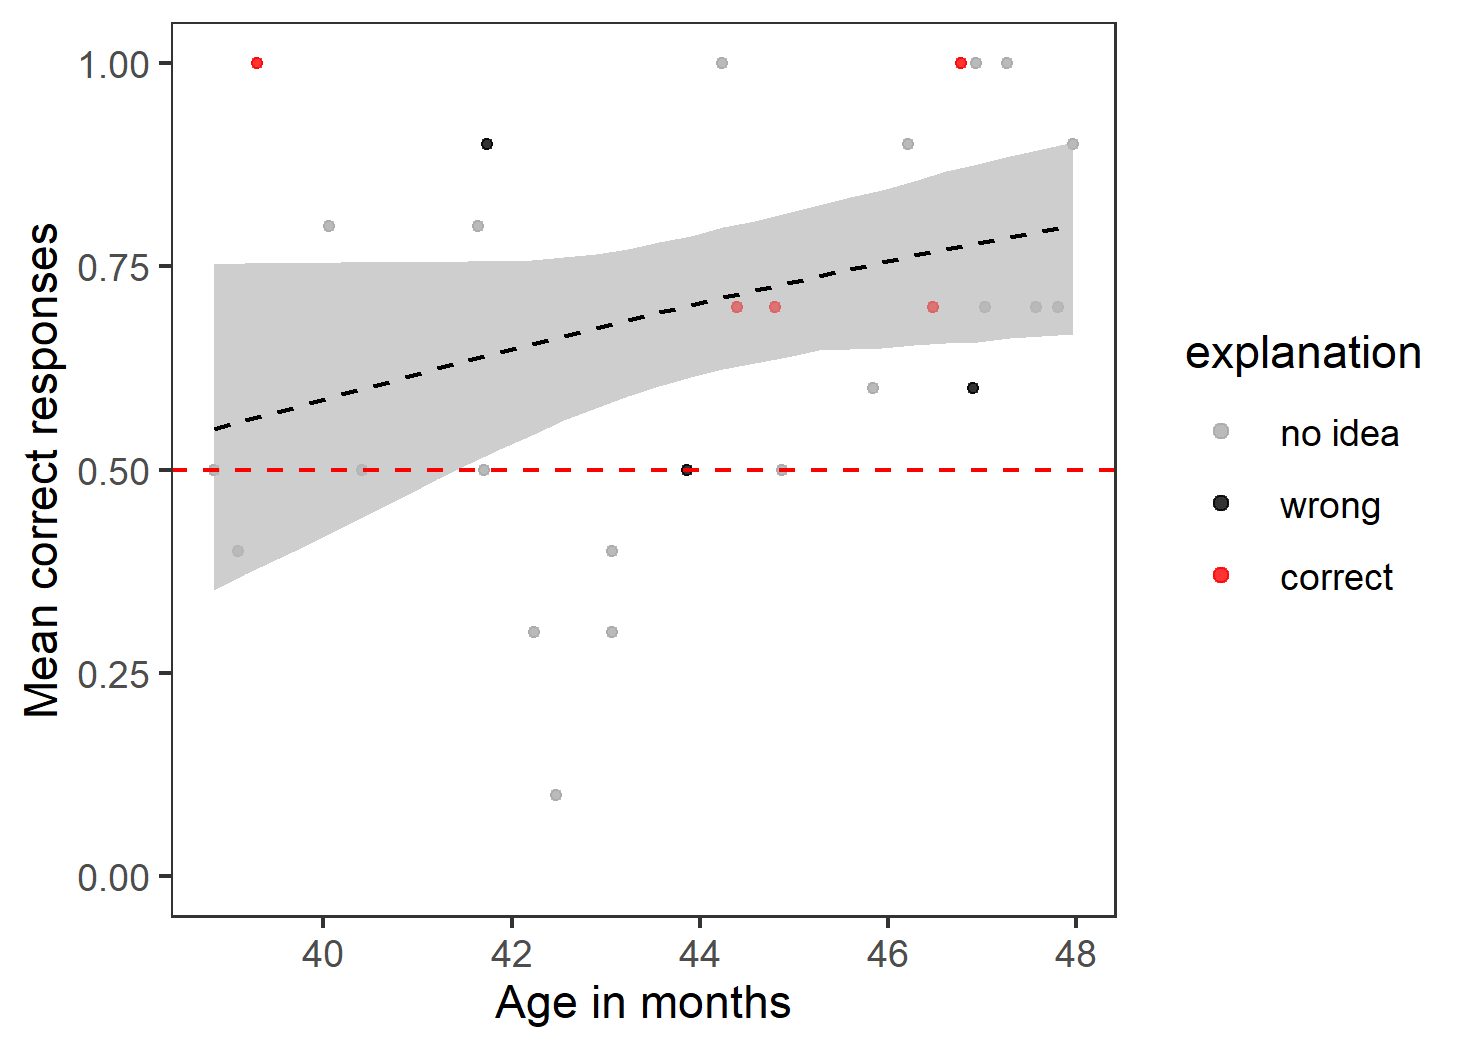 Mean correct responses
1.00
0.75
0.50
0.25
0.00
40 42 44 46 48
Age in months
explanation
no idea
wrong
correct